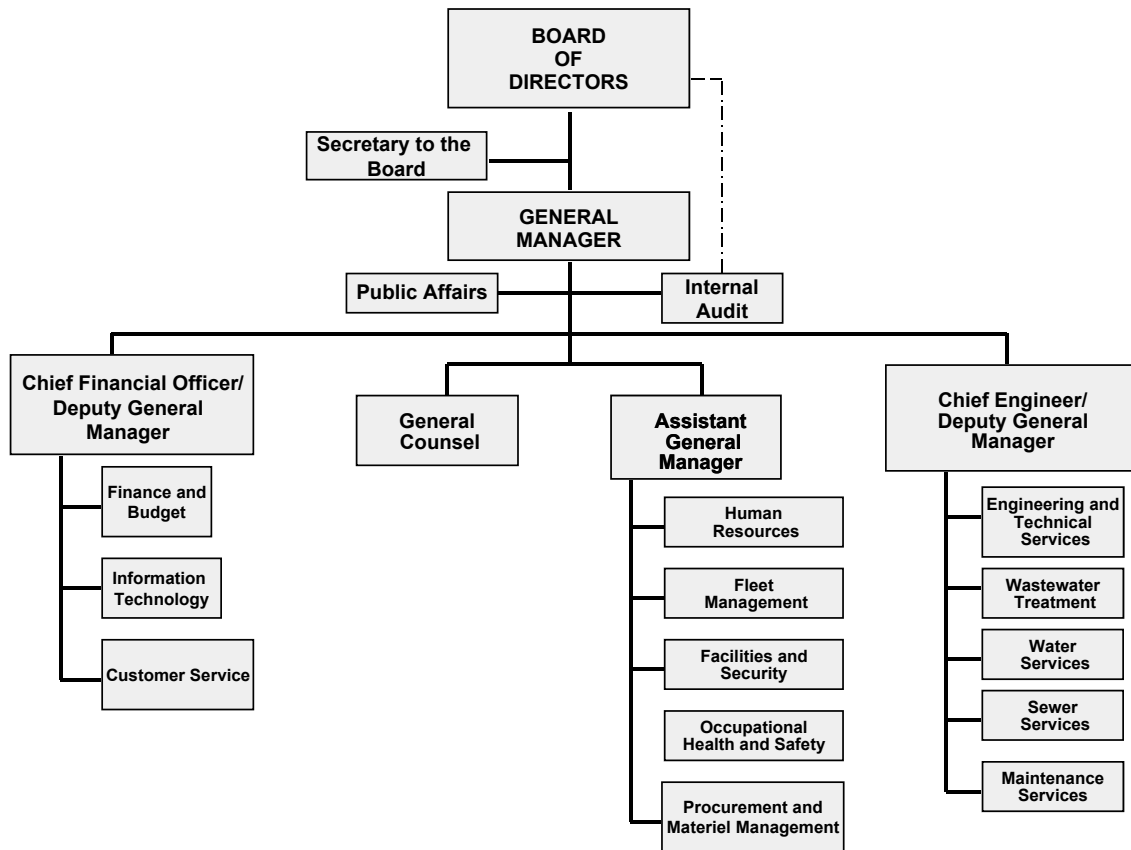 BOARD
OF
DIRECTORS
Secretary to the
Board
GENERAL
MANAGER
Public Affairs
Internal
Audit
Chief Financial Officer/
Deputy General
Manager
General
Counsel
Assistant
General
Manager
Chief Engineer/
Deputy General
Manager
Finance and
Budget
Information
Technology
Customer Service
Human
Resources
Fleet
Management
Facilities and
Security
Occupational
Health and Safety
Procurement and
Materiel Management
Engineering and
Technical
Services
Wastewater
Treatment
Water
Services
Sewer
Services
Maintenance
Services